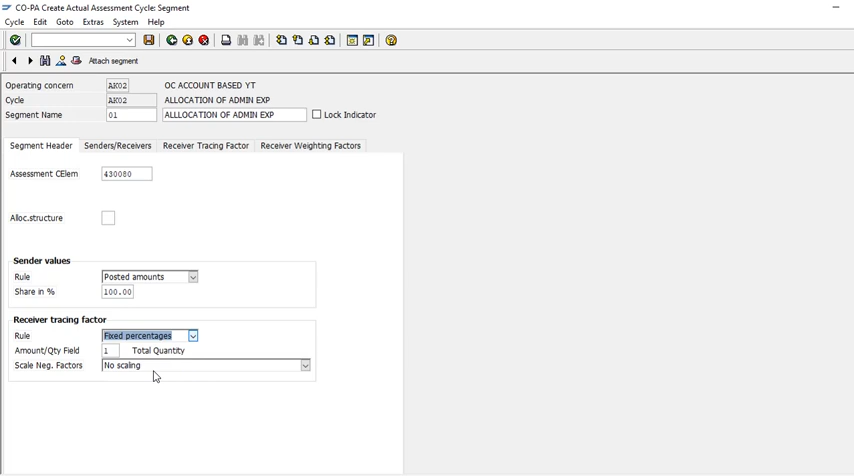 CO-PA Create Actual Assessment Cycle: Segment
Cycle Edit Goto Extras System Help
Attach segment
Operating concern AK02 OC ACCOUNT BASED YT
Cycle AK02 ALLOCATION OF ADMIN EXP
Segment Name 01 ALLLOCATION OF ADMIN EXP Lock Indicator
Segment Header Senders/Receivers Receiver Tracing Factor Receiver Weighting Factors
Assessment CElem 430080
Alloc.structure
Sender values
Rule Posted amounts
Share in % 100.00
Receiver tracing factor
Rule Fixed percentages
Amount/Qty Field 1 Total Quantity
Scale Neg. Factors No scaling